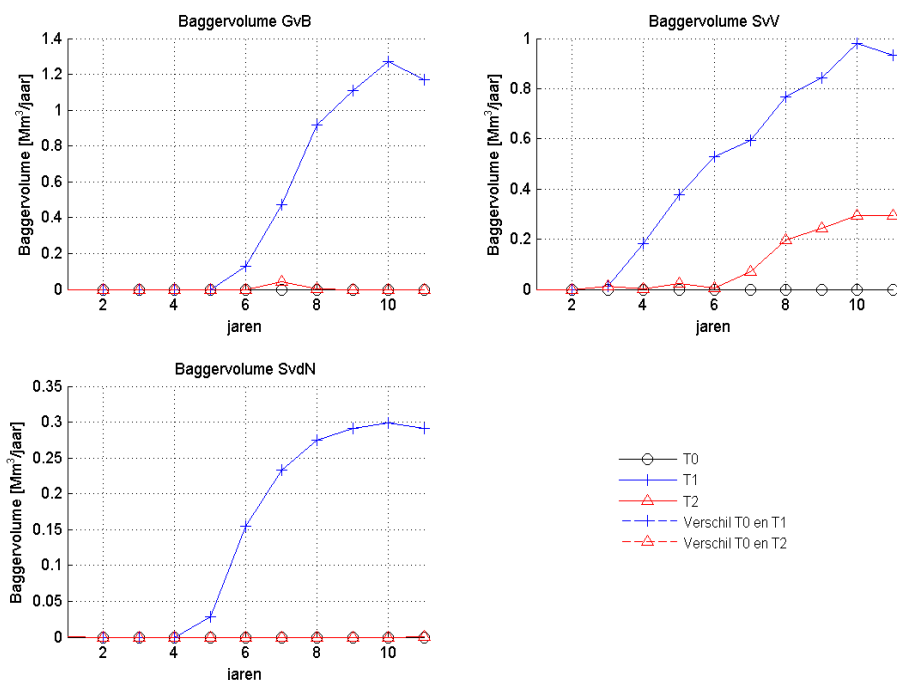 Baggervolume GvB
Baggervolume [Mm³/jaar]
1.4
1.2
1
0.8
0.6
0.4
0.2
0
2 4 6 8 10
jaren
Baggervolume SvV
Baggervolume [Mm³/jaar]
1
0.8
0.6
0.4
0.2
0
2 4 6 8 10
jaren
Baggervolume SvdN
Baggervolume [Mm³/jaar]
0.35
0.3
0.25
0.2
0.15
0.1
0.05
0
2 4 6 8 10
jaren
T0
T1
T2
Verschil T0 en T1
Verschil T0 en T2